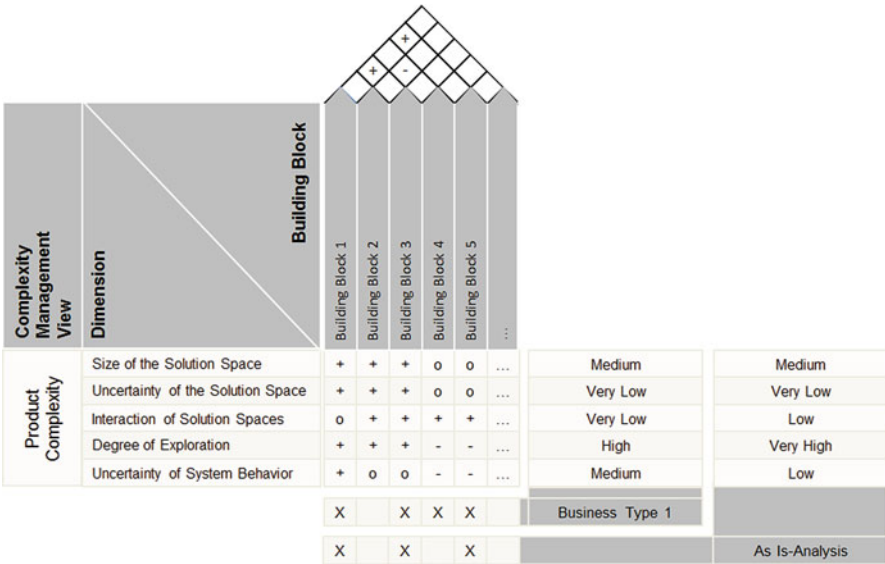 +
+ -
Complexity
Management
View
Dimension
Building Block
Building Block 1
Building Block 2
Building Block 3
Building Block 4
Building Block 5
...
Product
Complexity
Size of the Solution Space + + + o o ... Medium Medium
Uncertainty of the Solution Space + + + o o ... Very Low Very Low
Interaction of Solution Spaces o + + + + ... Very Low Low
Degree of Exploration + + + - - ... High Very High
Uncertainty of System Behavior + o o - - ... Medium Low
X X X X Business Type 1
X X X As Is-Analysis